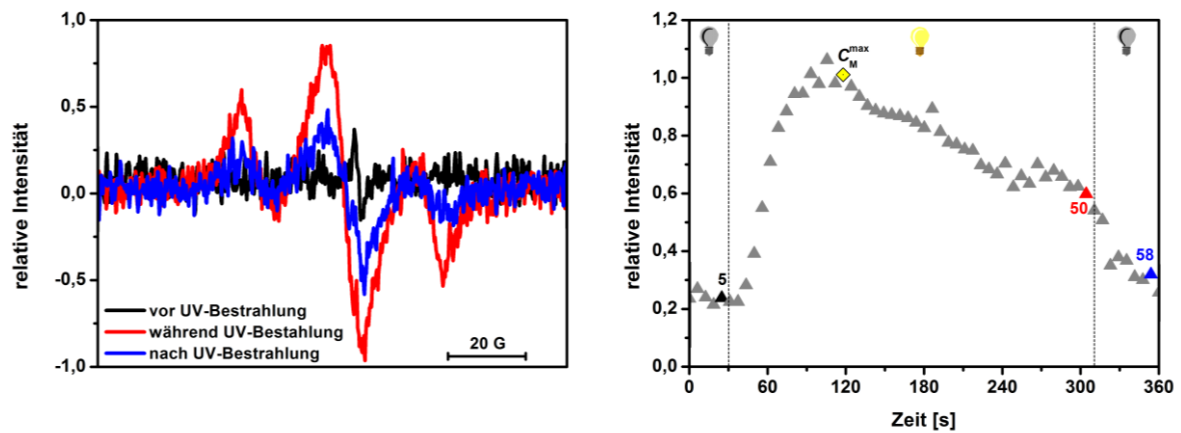 relative Intensität
1,0
0,5
0,0
-0,5
-1,0
vor UV-Bestrahlung
während UV-Bestahlung
nach UV-Bestrahlung
20 G
relative Intensität
1,2
1,0
0,8
0,6
0,4
0,2
0,0
C_M^max
5
50
58
0 60 120 180 240 300 360
Zeit [s]